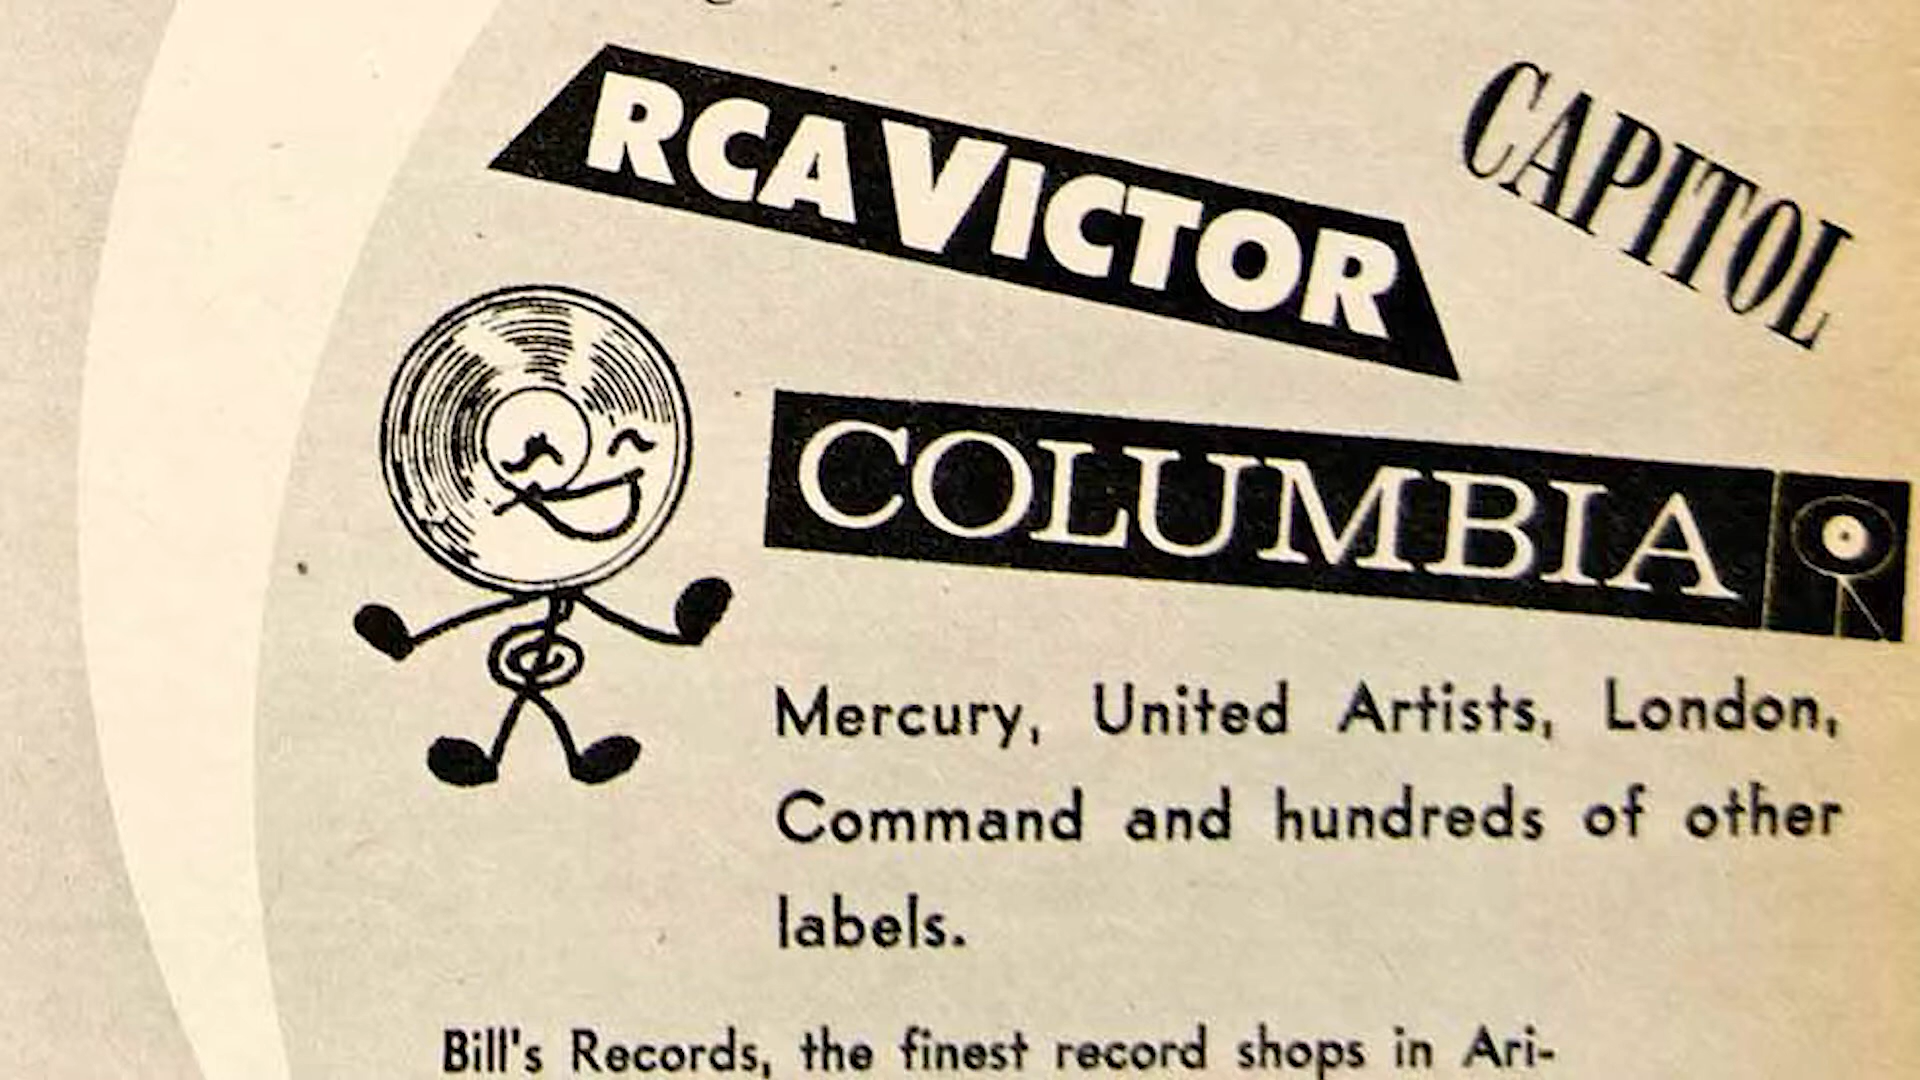 RCA VICTOR
CAPITOL
COLUMBIA
Mercury, United Artists, London,
Command and hundreds of other
labels.
Bill's Records, the finest record shops in Ari-